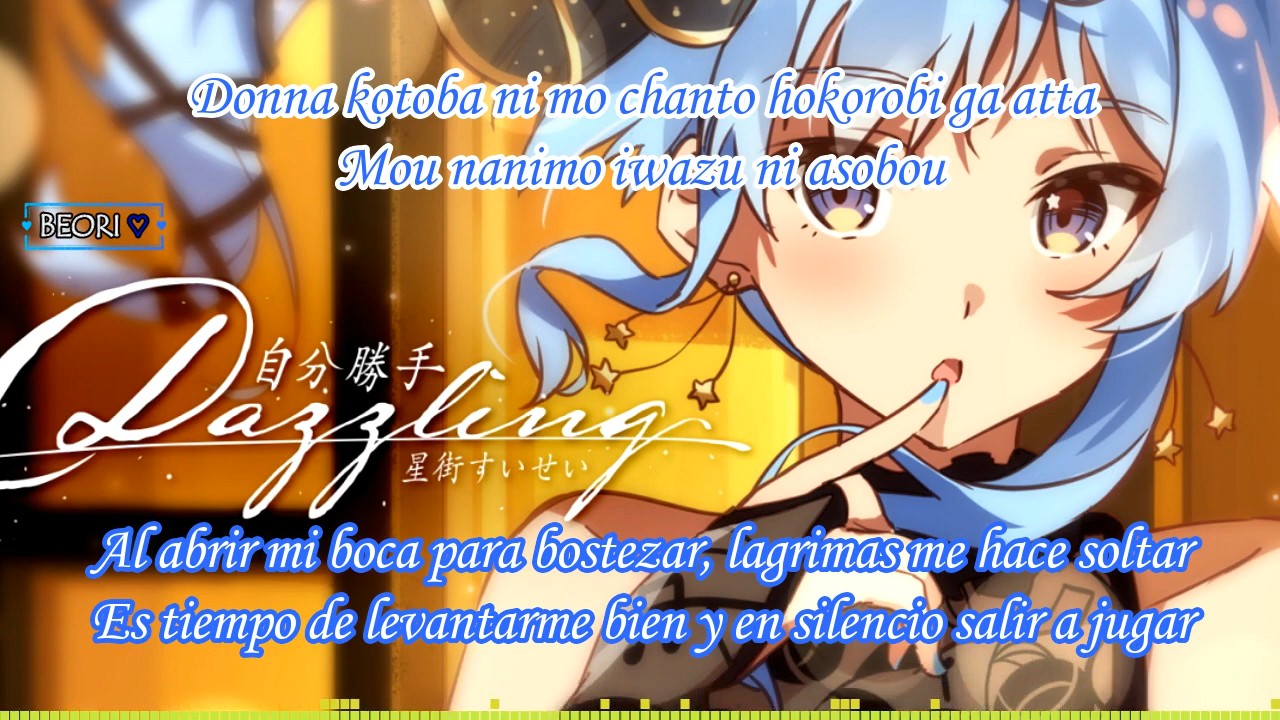 Donna kotoba ni mo chanto hokorobi ga atta
Mou nanimo iwazu ni asobou
BEORI
自分勝手
Dazzling
星街すいせい
Al abrir mi boca para bostezar, lagrimas me hace soltar
Es tiempo de levantarme bien y en silencio salir a jugar